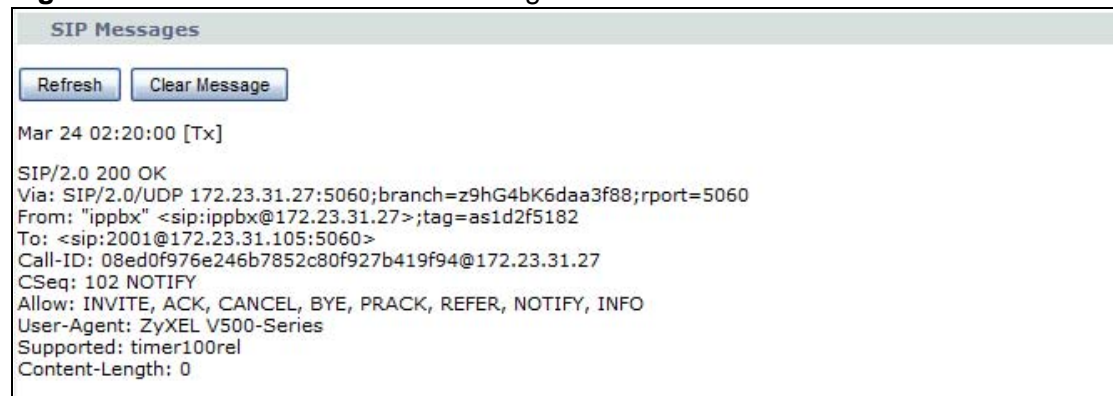 SIP Messages
Refresh Clear Message
Mar 24 02:20:00 [Tx]
SIP/2.0 200 OK
Via: SIP/2.0/UDP 172.23.31.27:5060;branch=z9hG4bK6daa3f88;rport=5060
From: "ippbx" <sip:ippbx@172.23.31.27>;tag=as1d2f5182
To: <sip:2001@172.23.31.105:5060>
Call-ID: 08ed0f976e246b7852c80f927b419f94@172.23.31.27
CSeq: 102 NOTIFY
Allow: INVITE, ACK, CANCEL, BYE, PRACK, REFER, NOTIFY, INFO
User-Agent: ZyXEL V500-Series
Supported: timer100rel
Content-Length: 0